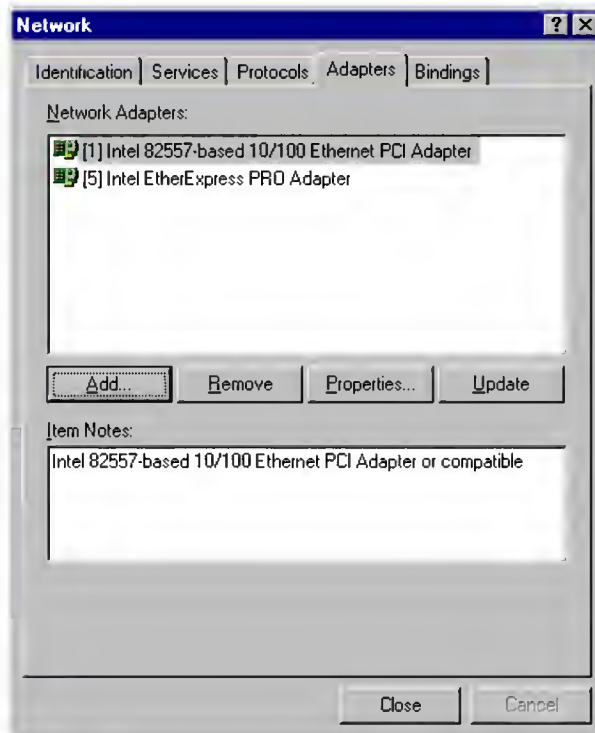 Network
Identification Services Protocols Adapters Bindings
Network Adapters:
[1] Intel 82557-based 10/100 Ethernet PCI Adapter
[5] Intel EtherExpress PRO Adapter
Add... Remove Properties... Update
Item Notes:
Intel 82557-based 10/100 Ethernet PCI Adapter or compatible
Close Cancel